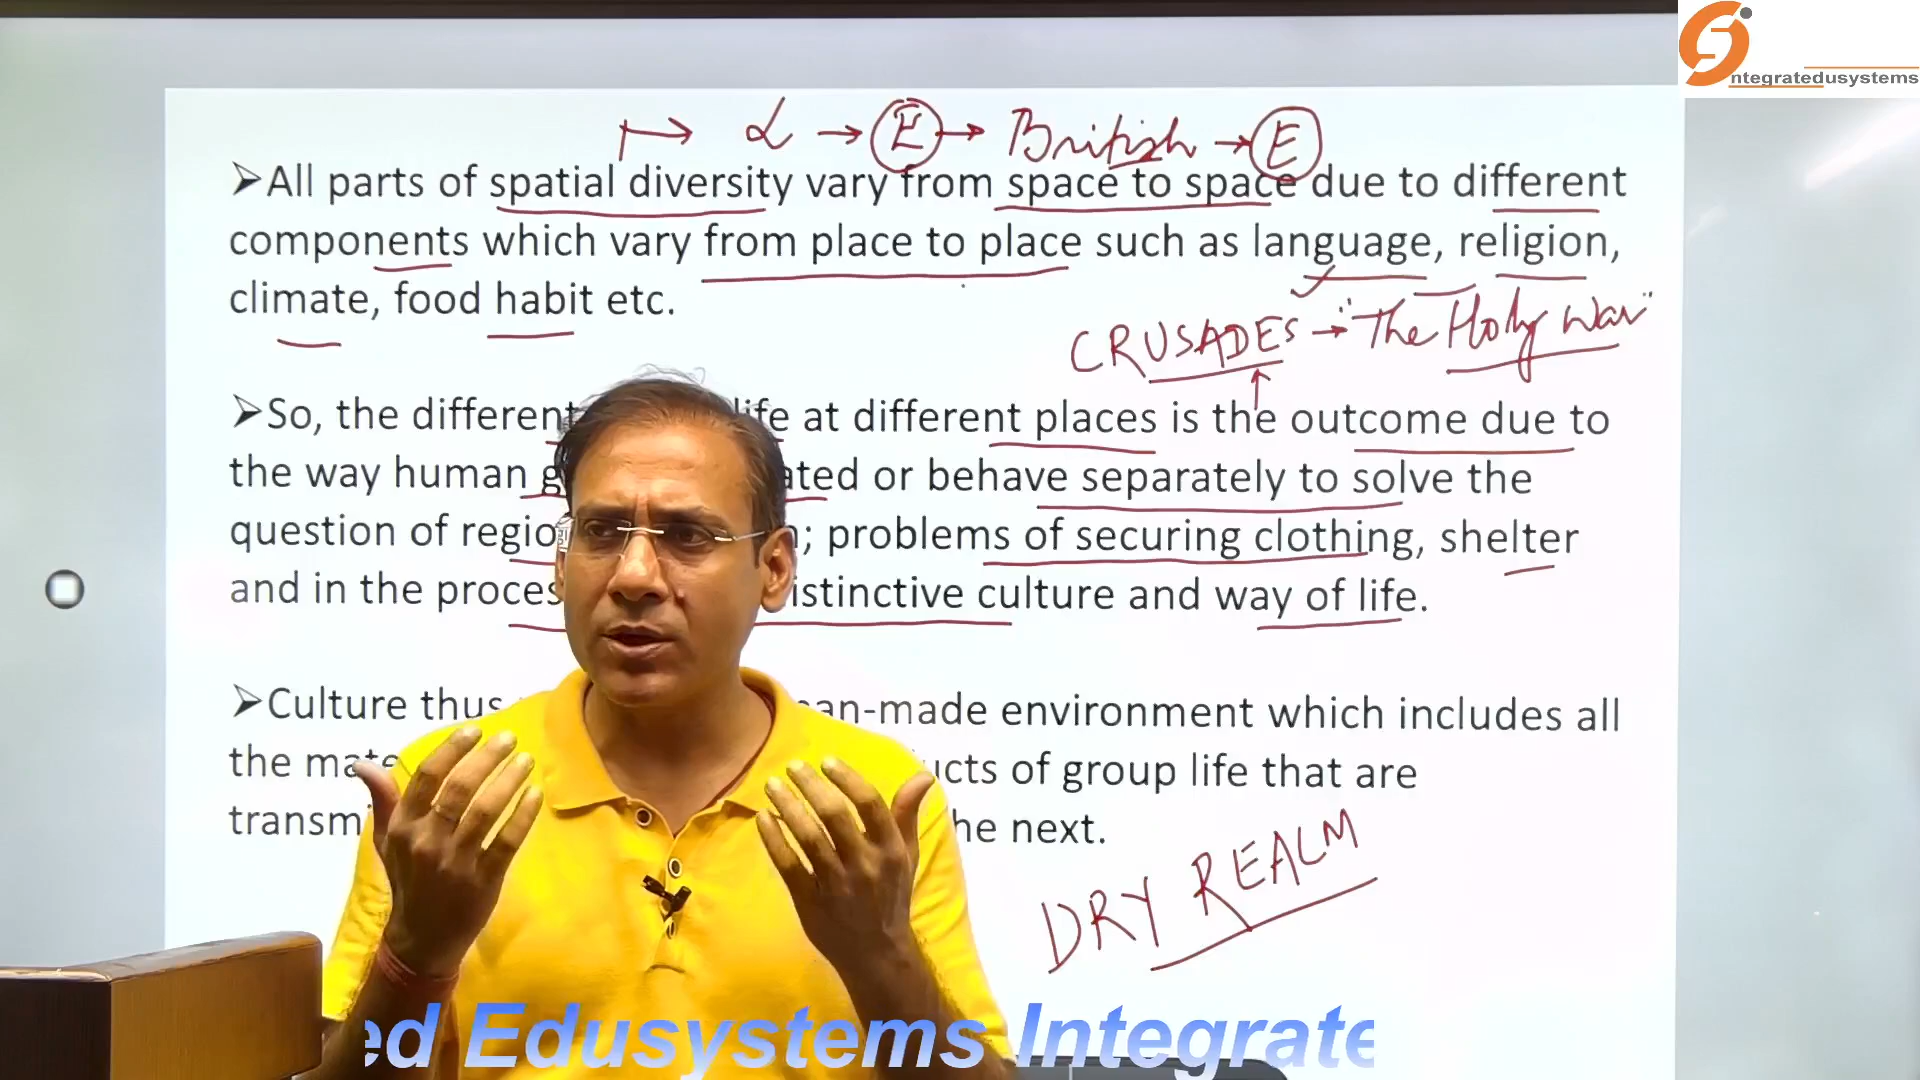 ntegratedusystems
L → E → British → E
➢All parts of spatial diversity vary from space to space due to different
components which vary from place to place such as language, religion,
climate, food habit etc.
CRUSADES → "The Holy War"
➢So, the different life at different places is the outcome due to
the way human ated or behave separately to solve the
question of regio ; problems of securing clothing, shelter
and in the proces istinctive culture and way of life.
➢Culture thus an-made environment which includes all
the mate ucts of group life that are
transm he next.
DRY REALM
ed Edusystems Integrate